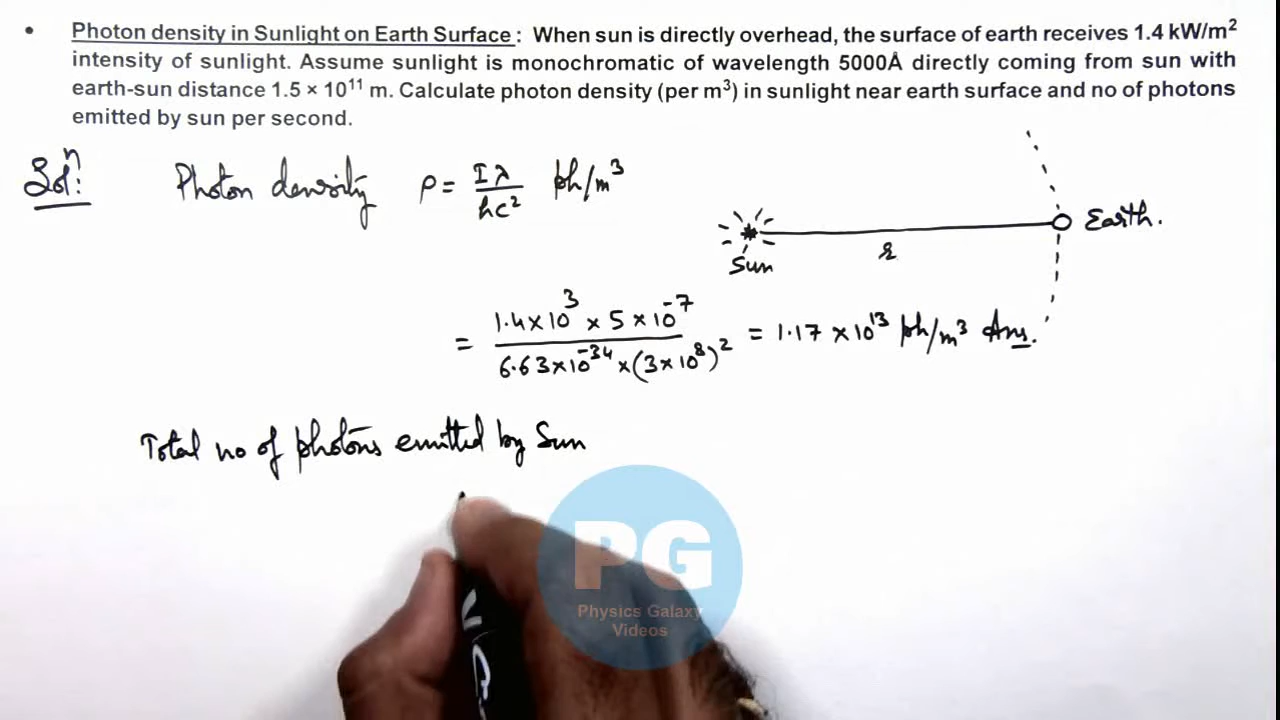 • Photon density in Sunlight on Earth Surface : When sun is directly overhead, the surface of earth receives 1.4 kW/m²
intensity of sunlight. Assume sunlight is monochromatic of wavelength 5000Å directly coming from sun with
earth-sun distance 1.5 × 10¹¹ m. Calculate photon density (per m³) in sunlight near earth surface and no of photons
emitted by sun per second.
Solⁿ: Photon density ρ = Iλ/hc² ph/m³
Sun r Earth.
= 1.4×10³ × 5×10⁻⁷ / 6.63×10⁻³⁴ × (3×10⁸)² = 1.17 × 10¹³ ph/m³ Ans.
Total no of photons emitted by Sun
PG
Physics Galaxy
Videos